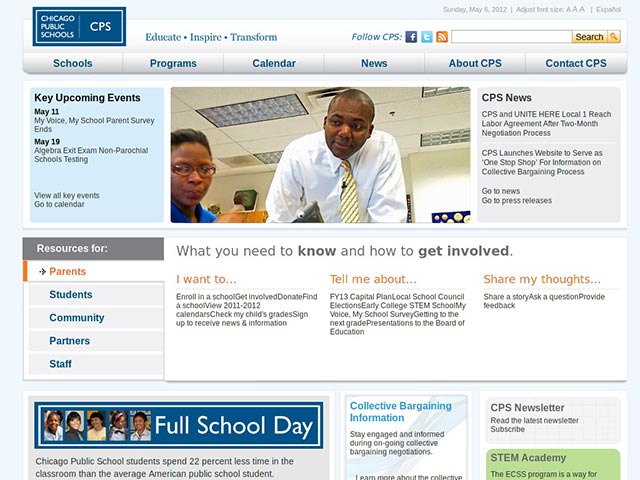 Sunday, May 6, 2012 | Adjust font size: A A A | Español
CHICAGO
PUBLIC
SCHOOLS
CPS
Educate • Inspire • Transform
Follow CPS:
Search
Schools
Programs
Calendar
News
About CPS
Contact CPS
Key Upcoming Events
May 11
My Voice, My School Parent Survey
Ends
May 19
Algebra Exit Exam Non-Parochial
Schools Testing
View all key events
Go to calendar
CPS News
CPS and UNITE HERE Local 1 Reach
Labor Agreement After Two-Month
Negotiation Process
CPS Launches Website to Serve as
‘One Stop Shop’ For Information on
Collective Bargaining Process
Go to news
Go to press releases
Resources for:
Parents
Students
Community
Partners
Staff
What you need to know and how to get involved.
I want to...
Enroll in a schoolGet involvedDonateFind
a schoolView 2011-2012
calendarsCheck my child's gradesSign
up to receive news & information
Tell me about...
FY13 Capital PlanLocal School Council
ElectionsEarly College STEM SchoolMy
Voice, My School SurveyGetting to the
next gradePresentations to the Board of
Education
Share my thoughts...
Share a storyAsk a questionProvide
feedback
Full School Day
Chicago Public School students spend 22 percent less time in the
classroom than the average American public school student.
Collective Bargaining
Information
Stay engaged and informed
during on-going collective
bargaining negotiations.
Learn more about the collective
CPS Newsletter
Read the latest newsletter
Subscribe
STEM Academy
The ECSS program is a way for